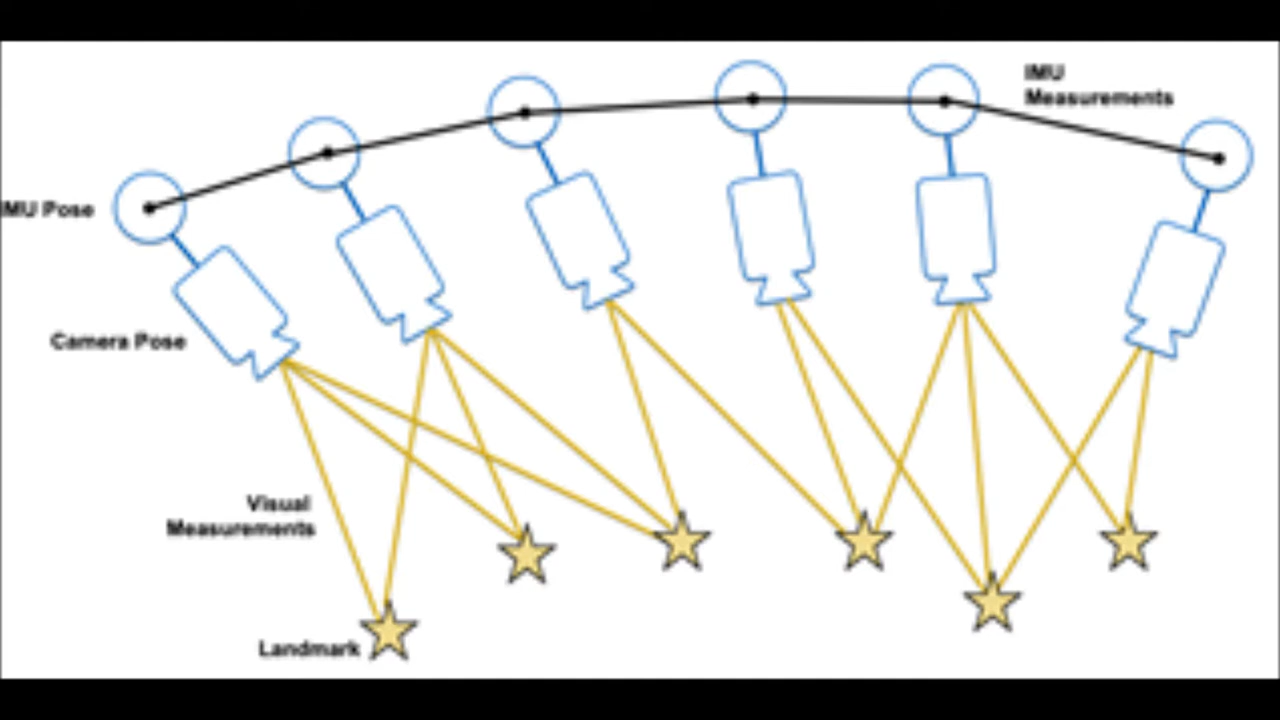 IMU
Measurements
IMU Pose
Camera Pose
Visual
Measurements
Landmark